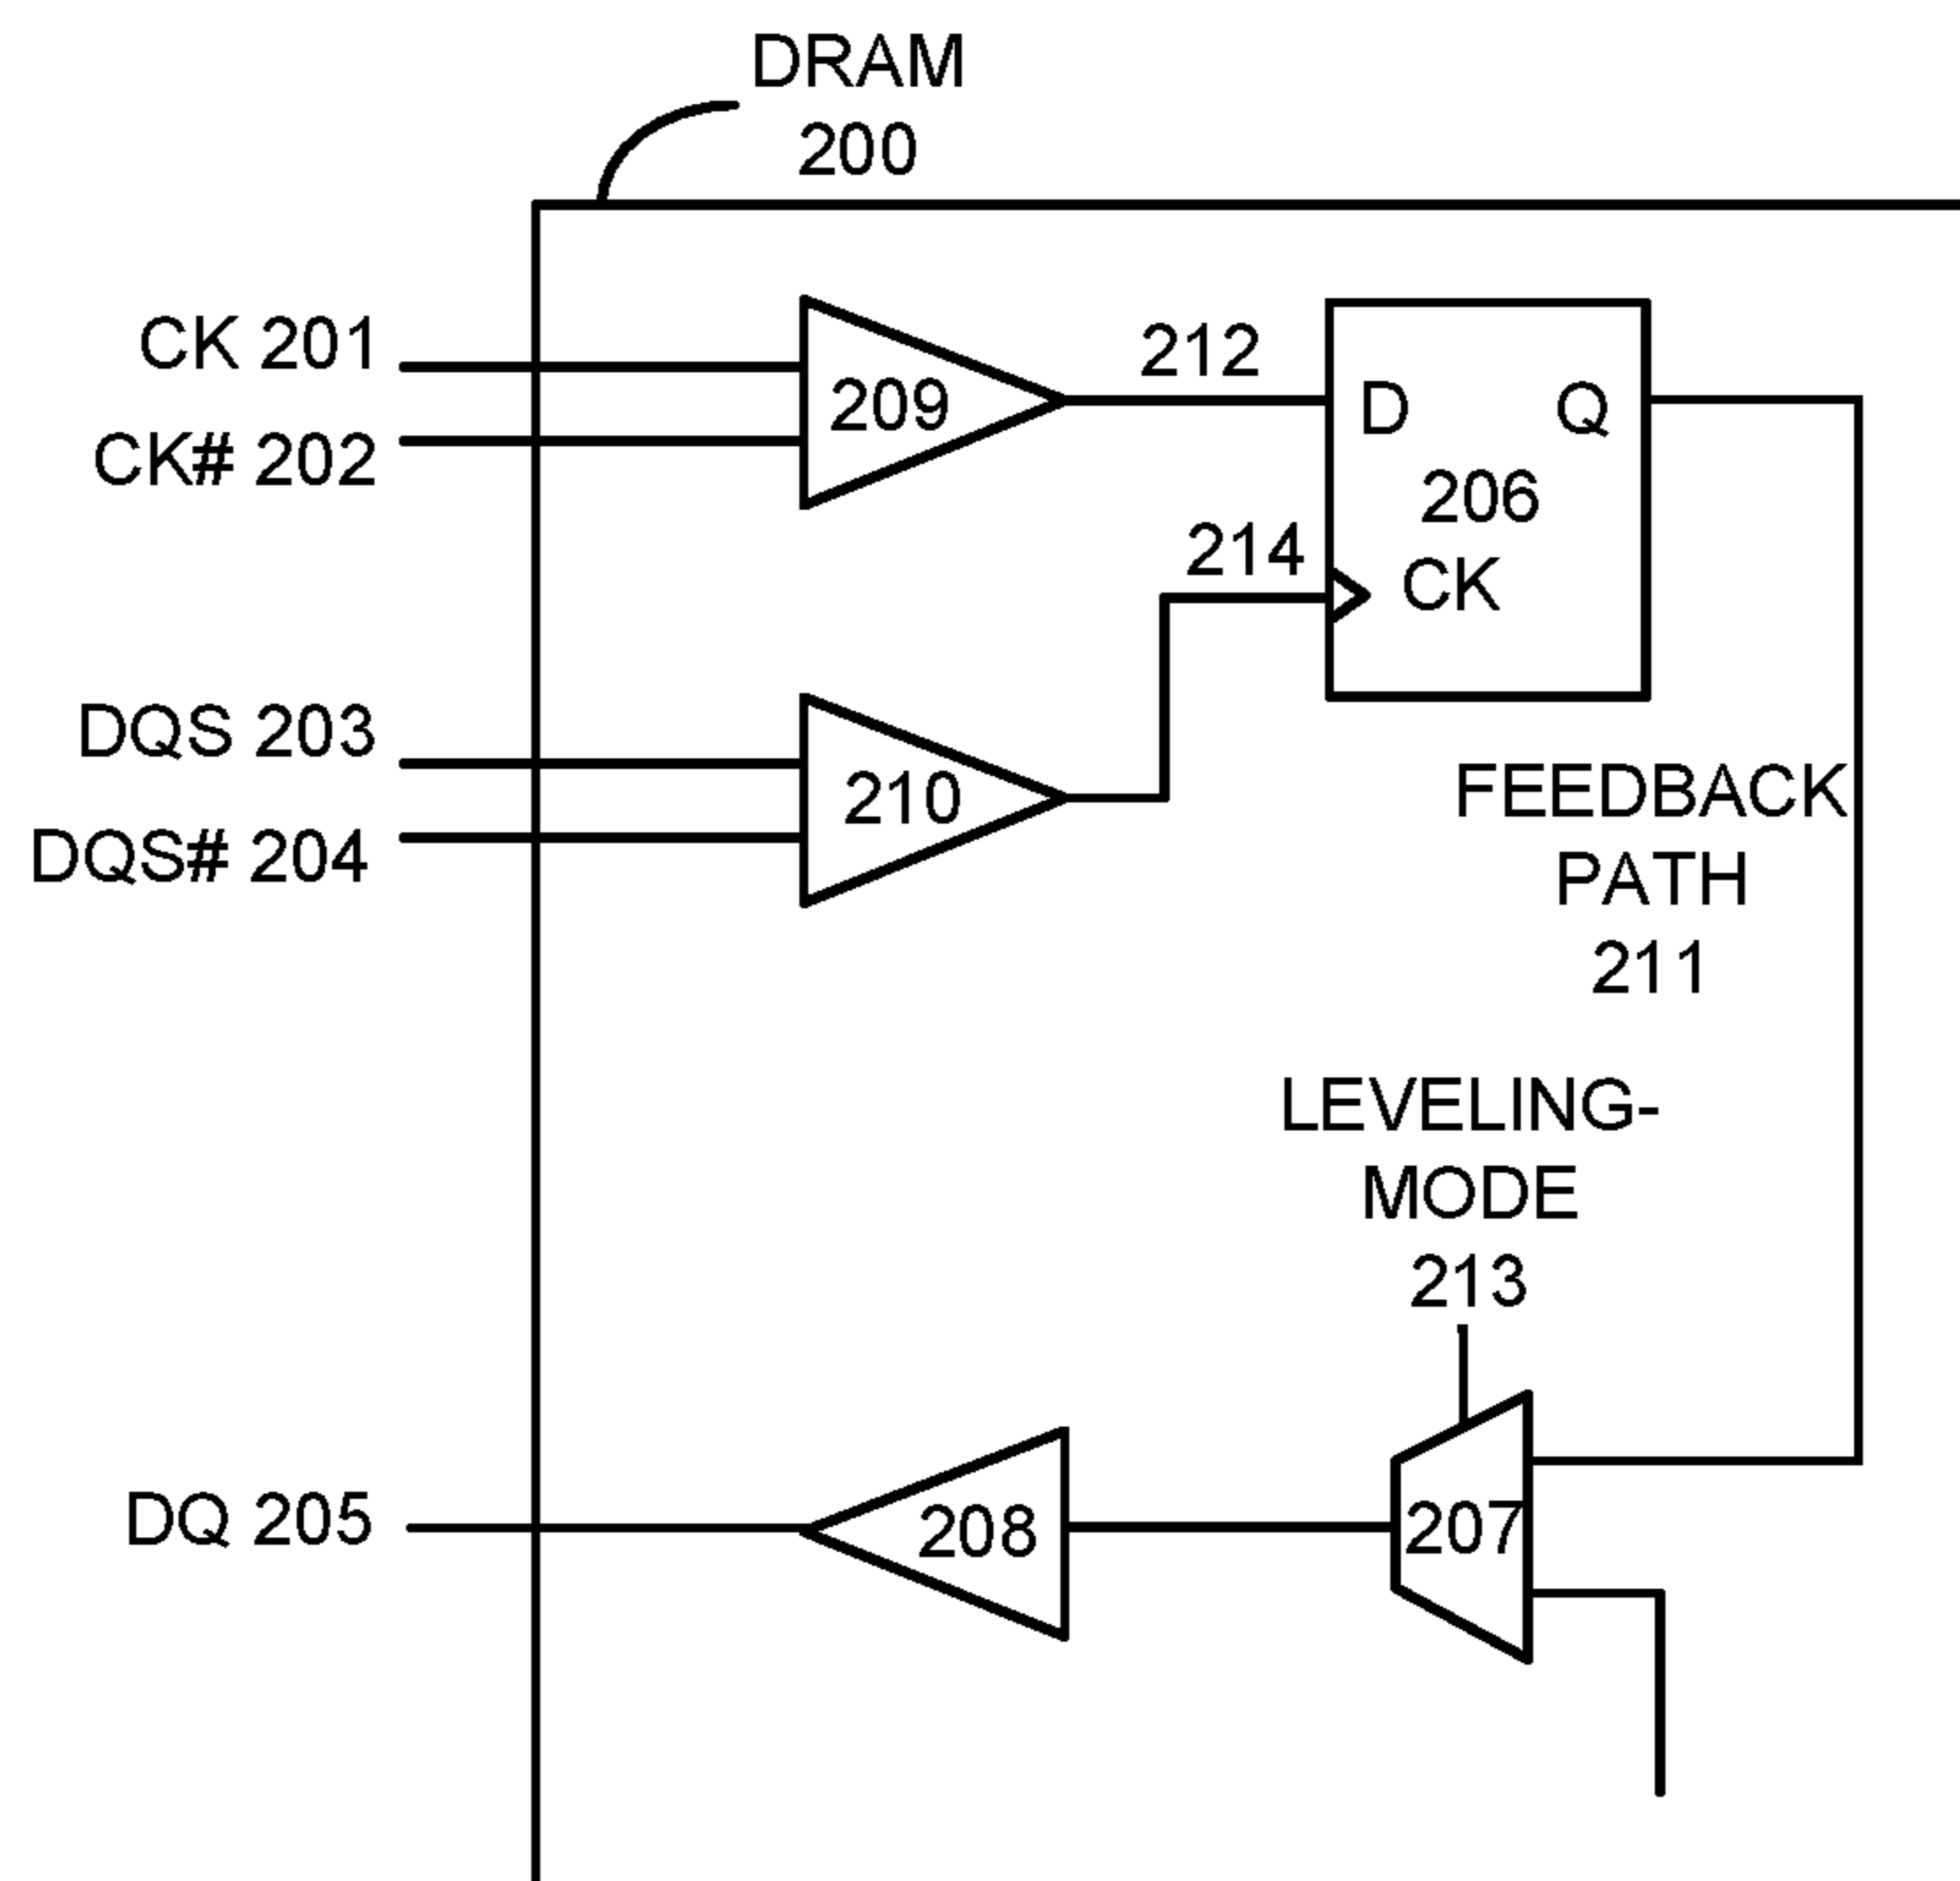 DRAM
200
CK 201
209
212
D Q
CK# 202
206
214
CK
DQS 203
210
FEEDBACK
DQS# 204
PATH
211
LEVELING-
MODE
213
DQ 205
208
207